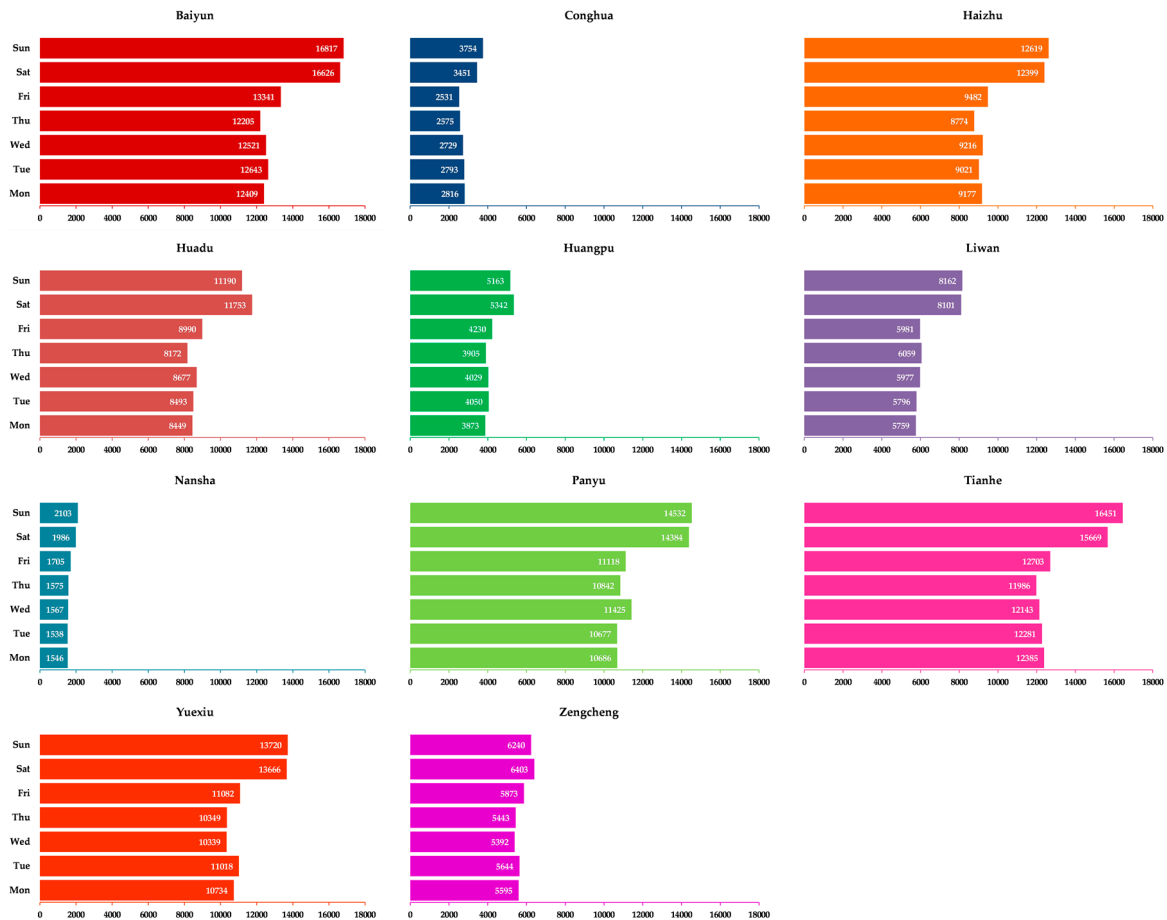 Baiyun
Sun 16817
Sat 16626
Fri 13341
Thu 12205
Wed 12521
Tue 12643
Mon 12409
0 2000 4000 6000 8000 10000 12000 14000 16000 18000
Conghua
3754
3451
2531
2575
2729
2793
2816
0 2000 4000 6000 8000 10000 12000 14000 16000 18000
Haizhu
12619
12399
9482
8774
9216
9021
9177
0 2000 4000 6000 8000 10000 12000 14000 16000 18000
Huadu
Sun 11190
Sat 11753
Fri 8990
Thu 8172
Wed 8677
Tue 8493
Mon 8449
0 2000 4000 6000 8000 10000 12000 14000 16000 18000
Huangpu
5163
5342
4230
3905
4029
4050
3873
0 2000 4000 6000 8000 10000 12000 14000 16000 18000
Liwan
8162
8101
5981
6059
5977
5796
5759
0 2000 4000 6000 8000 10000 12000 14000 16000 18000
Nansha
Sun 2103
Sat 1986
Fri 1705
Thu 1575
Wed 1567
Tue 1538
Mon 1546
0 2000 4000 6000 8000 10000 12000 14000 16000 18000
Panyu
14532
14384
11118
10842
11425
10677
10686
0 2000 4000 6000 8000 10000 12000 14000 16000 18000
Tianhe
16451
15669
12703
11986
12143
12281
12385
0 2000 4000 6000 8000 10000 12000 14000 16000 18000
Yuexiu
Sun 13720
Sat 13666
Fri 11082
Thu 10349
Wed 10339
Tue 11018
Mon 10734
0 2000 4000 6000 8000 10000 12000 14000 16000 18000
Zengcheng
6240
6403
5873
5443
5392
5644
5595
0 2000 4000 6000 8000 10000 12000 14000 16000 18000